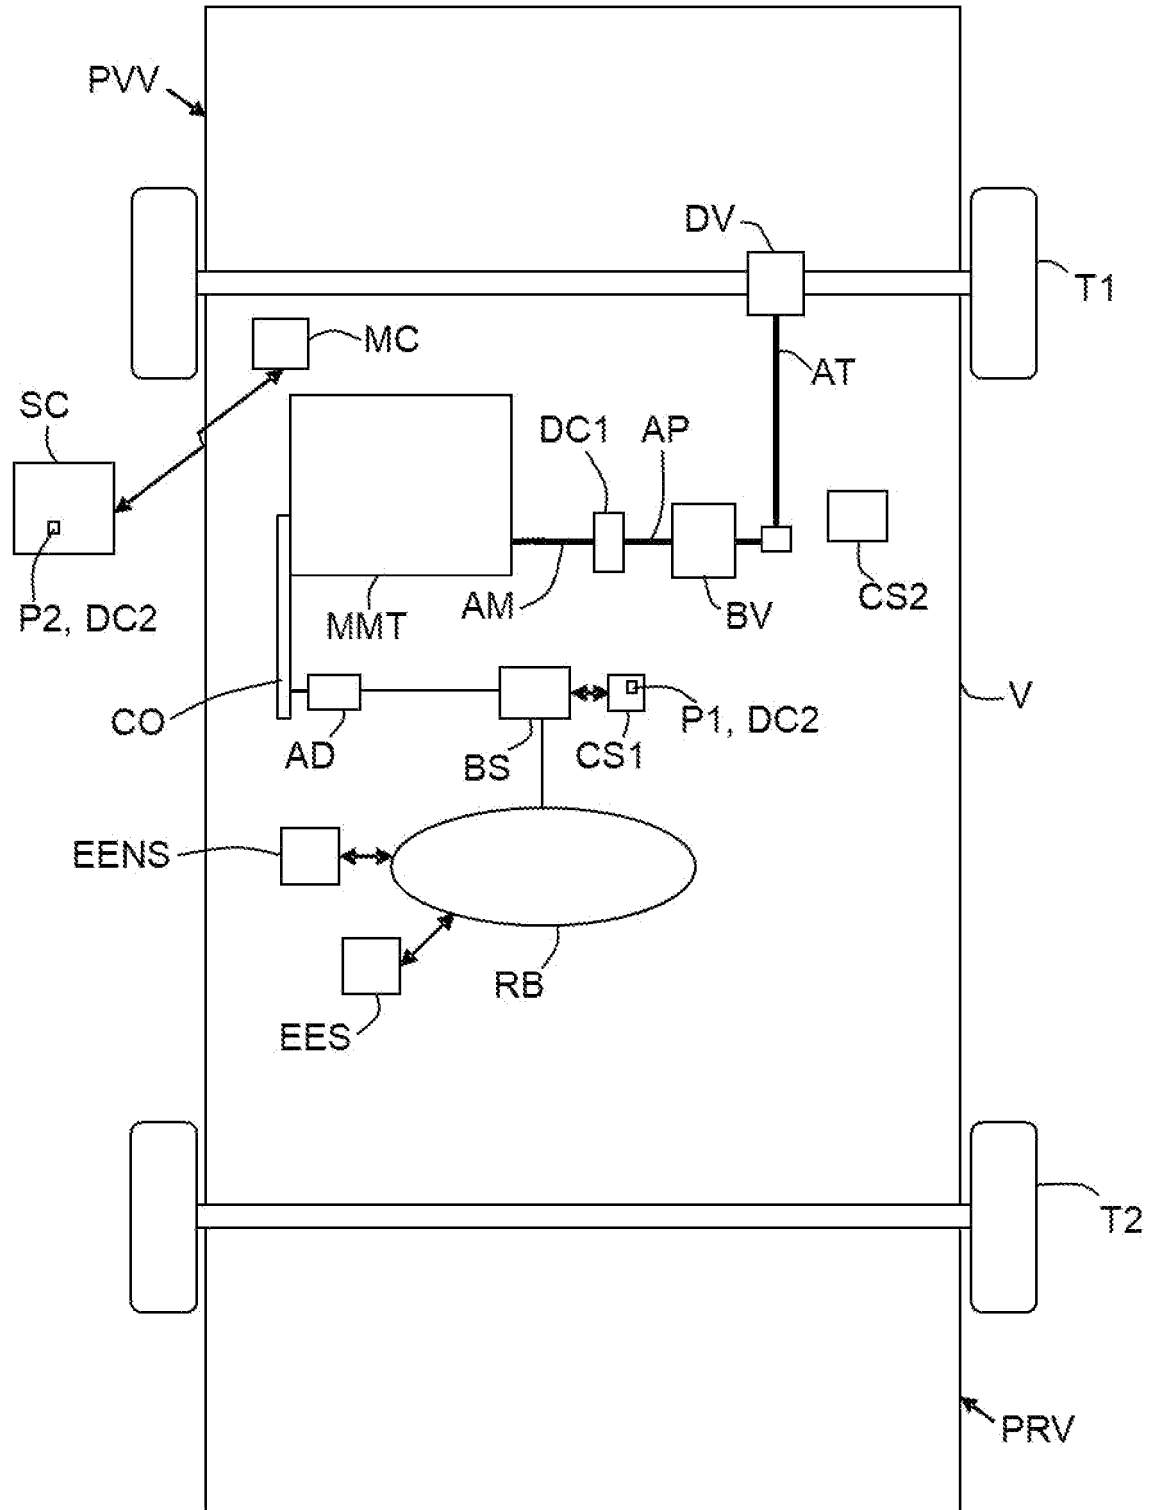 PVV
DV
T1
MC
AT
SC
DC1
AP
P2, DC2
MMT
AM
BV
CS2
CO
AD
BS
CS1
P1, DC2
V
EENS
RB
EES
T2
PRV